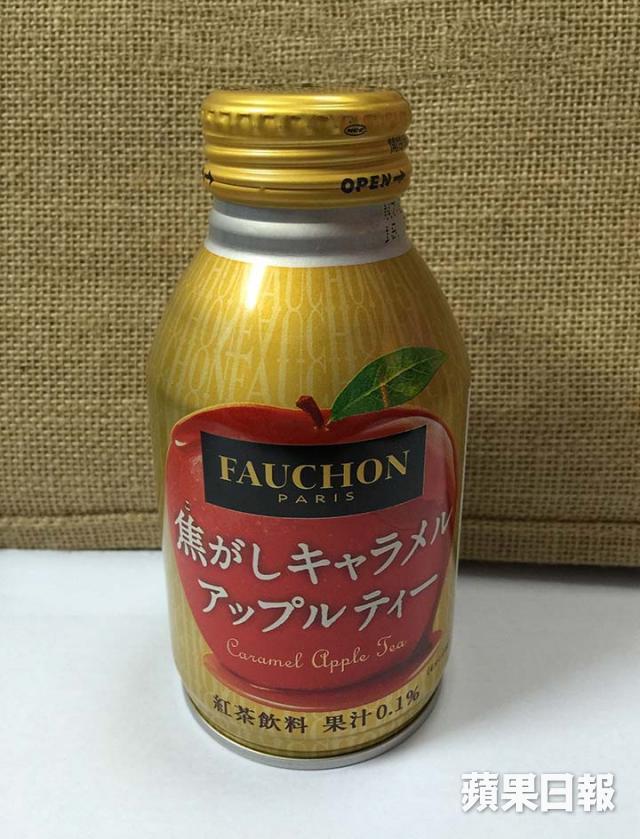 OPEN
FAUCHON
PARIS
焦がしキャラメル
アップルティー
Caramel Apple Tea
紅茶飲料 果汁0.1%
蘋果日報